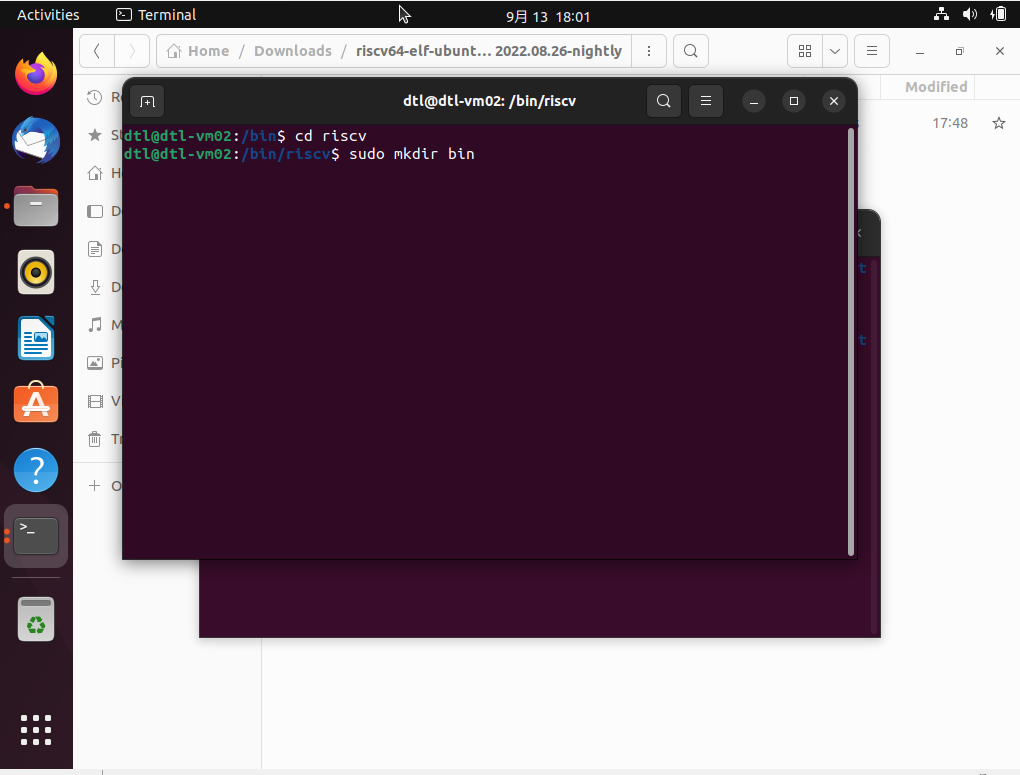 Activities Terminal 9月 13 18:01
Home / Downloads / riscv64-elf-ubunt... 2022.08.26-nightly
Modified
17:48
dtl@dtl-vm02: /bin/riscv
dtl@dtl-vm02:/bin$ cd riscv
dtl@dtl-vm02:/bin/riscv$ sudo mkdir bin